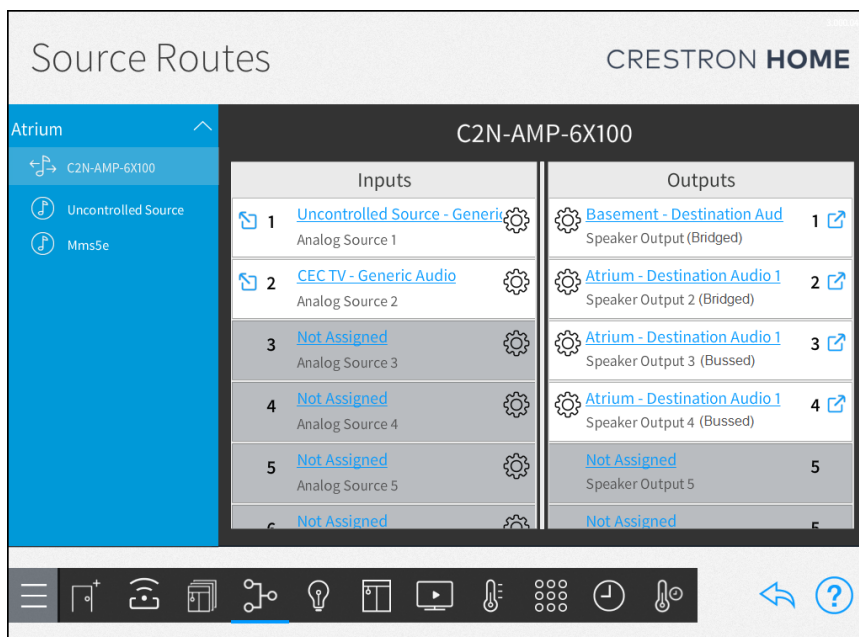 Source Routes
CRESTRON HOME
Atrium
C2N-AMP-6X100
Uncontrolled Source
Mms5e
C2N-AMP-6X100
Inputs
1 Uncontrolled Source - Generic
Analog Source 1
2 CEC TV - Generic Audio
Analog Source 2
3 Not Assigned
Analog Source 3
4 Not Assigned
Analog Source 4
5 Not Assigned
Analog Source 5
Not Assigned
Outputs
Basement - Destination Aud 1
Speaker Output (Bridged)
Atrium - Destination Audio 1 2
Speaker Output 2 (Bridged)
Atrium - Destination Audio 1 3
Speaker Output 3 (Bussed)
Atrium - Destination Audio 1 4
Speaker Output 4 (Bussed)
Not Assigned 5
Speaker Output 5
Not Assigned
?